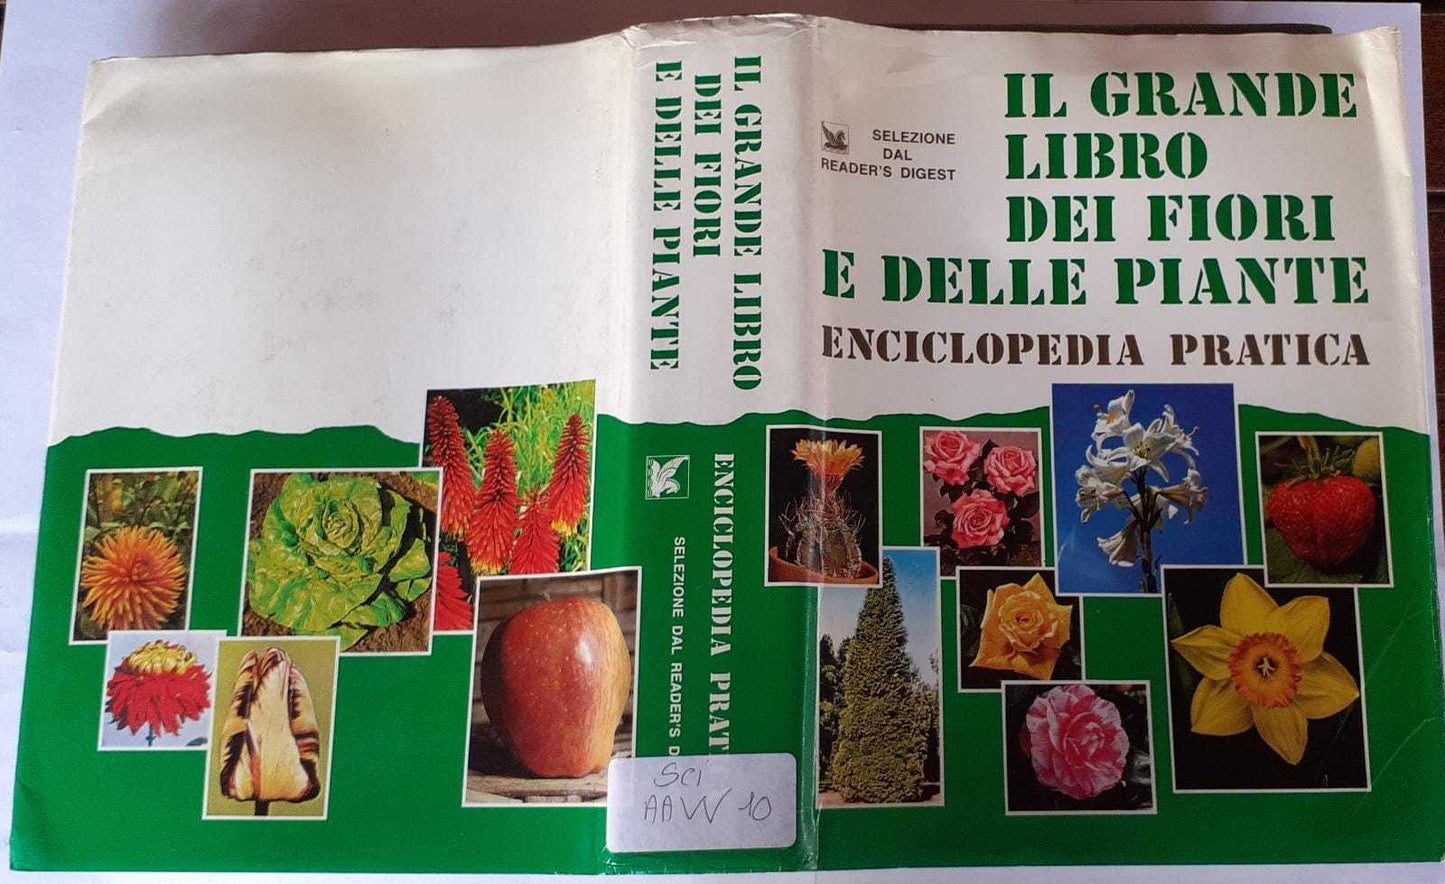 IL GRANDE LIBRO
DEI FIORI
E DELLE PIANTE
ENCICLOPEDIA PRAT
SELEZIONE DAL READER'S D
Sci
AAVV 10
SELEZIONE
DAL
READER'S DIGEST
IL GRANDE
LIBRO
DEI FIORI
E DELLE PIANTE
ENCICLOPEDIA PRATICA